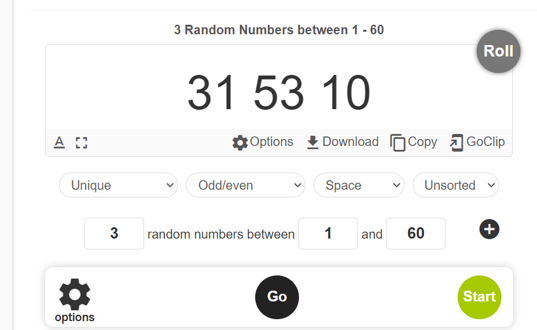 3 Random Numbers between 1 - 60
Roll
31 53 10
A Options Download Copy GoClip
Unique Odd/even Space Unsorted
3 random numbers between 1 and 60
Go Start
options